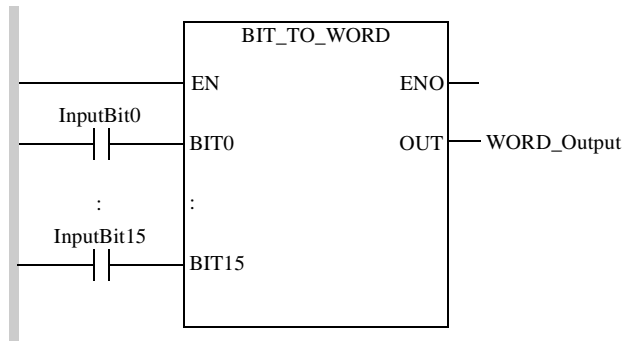 BIT_TO_WORD
EN ENO
InputBit0
BIT0 OUT WORD_Output
: :
InputBit15
BIT15